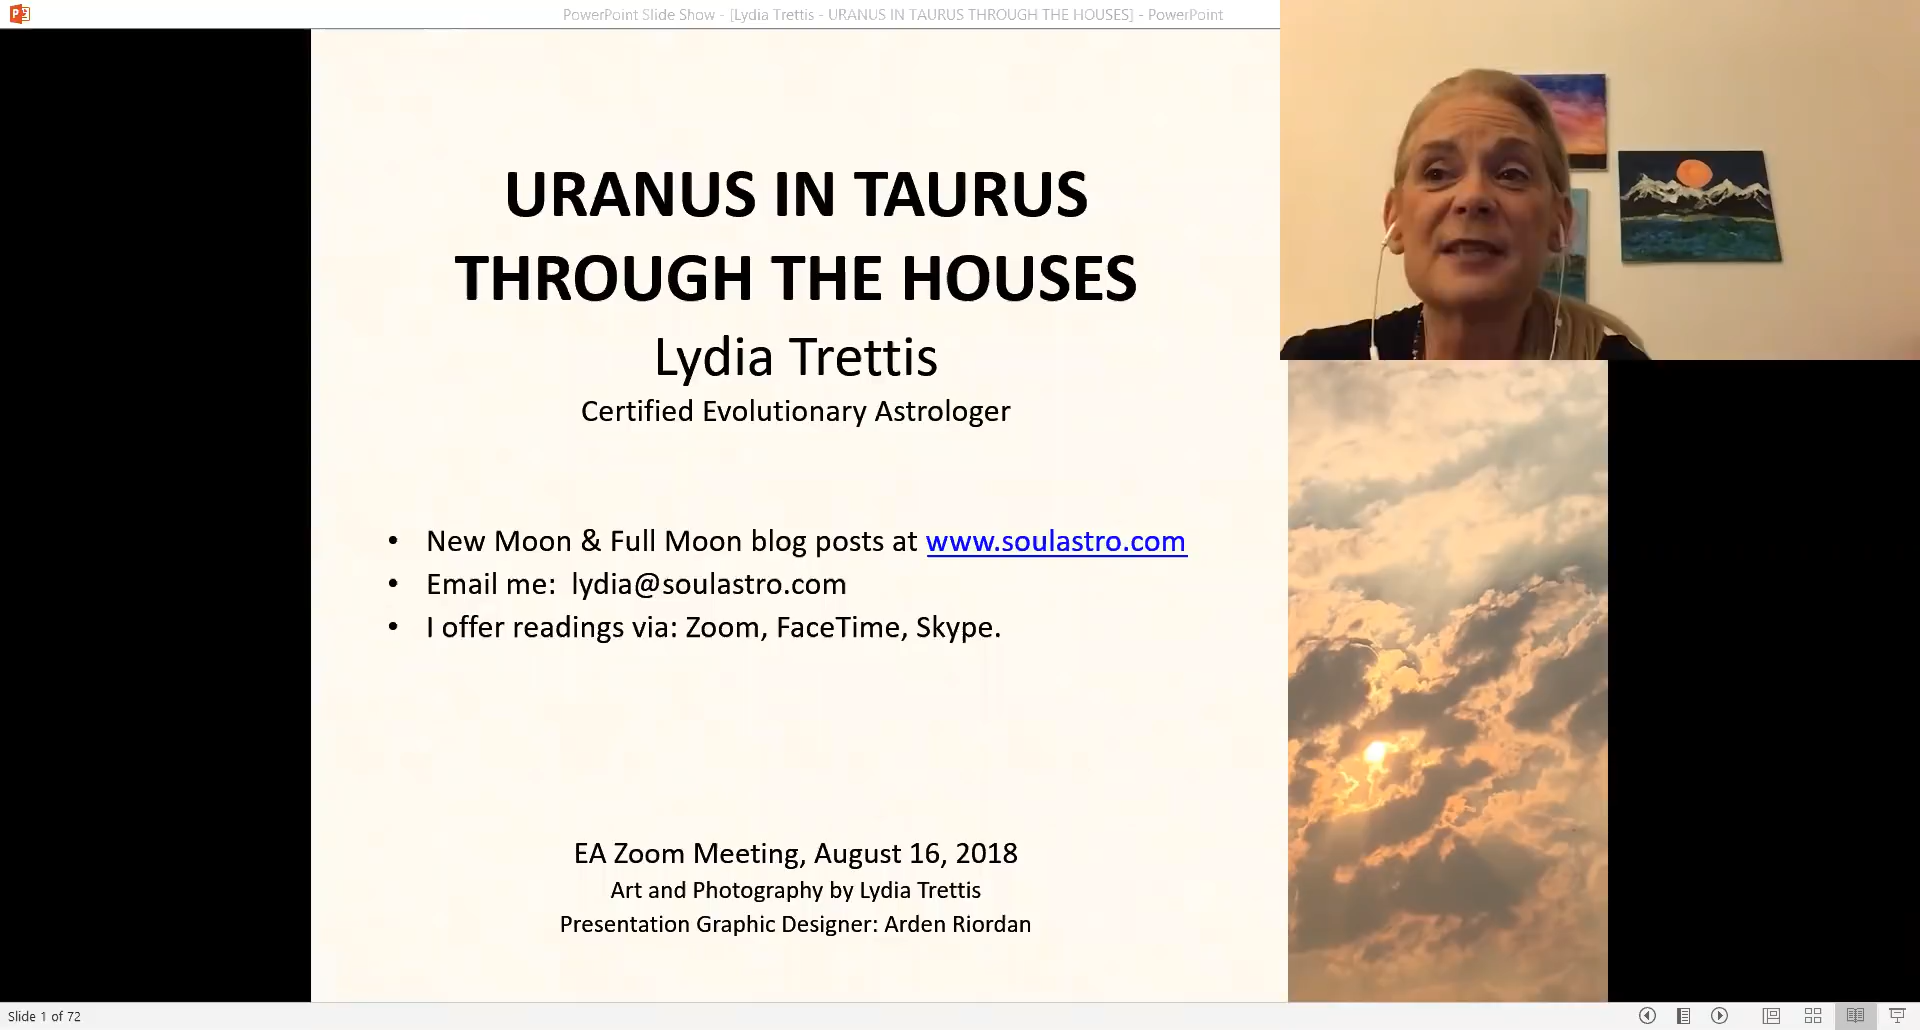 PowerPoint Slide Show - [Lydia Trettis - URANUS IN TAURUS THROUGH THE HOUSES] - PowerPoint
URANUS IN TAURUS
THROUGH THE HOUSES
Lydia Trettis
Certified Evolutionary Astrologer
• New Moon & Full Moon blog posts at www.soulastro.com
• Email me: lydia@soulastro.com
• I offer readings via: Zoom, FaceTime, Skype.
EA Zoom Meeting, August 16, 2018
Art and Photography by Lydia Trettis
Presentation Graphic Designer: Arden Riordan
Slide 1 of 72